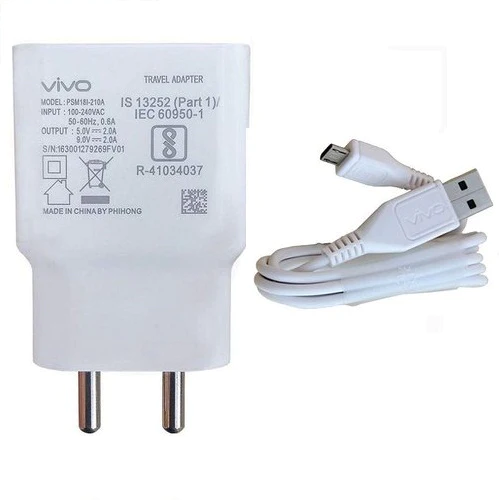 vivo
TRAVEL ADAPTER
MODEL: PSM18I-210A
INPUT : 100-240VAC
50-60Hz, 0.6A
OUTPUT : 5.0V ⎓ 2.0A
9.0V ⎓ 2.0A
S/N:163001279269FV01
IS 13252 (Part 1)/
IEC 60950-1
R-41034037
MADE IN CHINA BY PHIHONG
VIVO